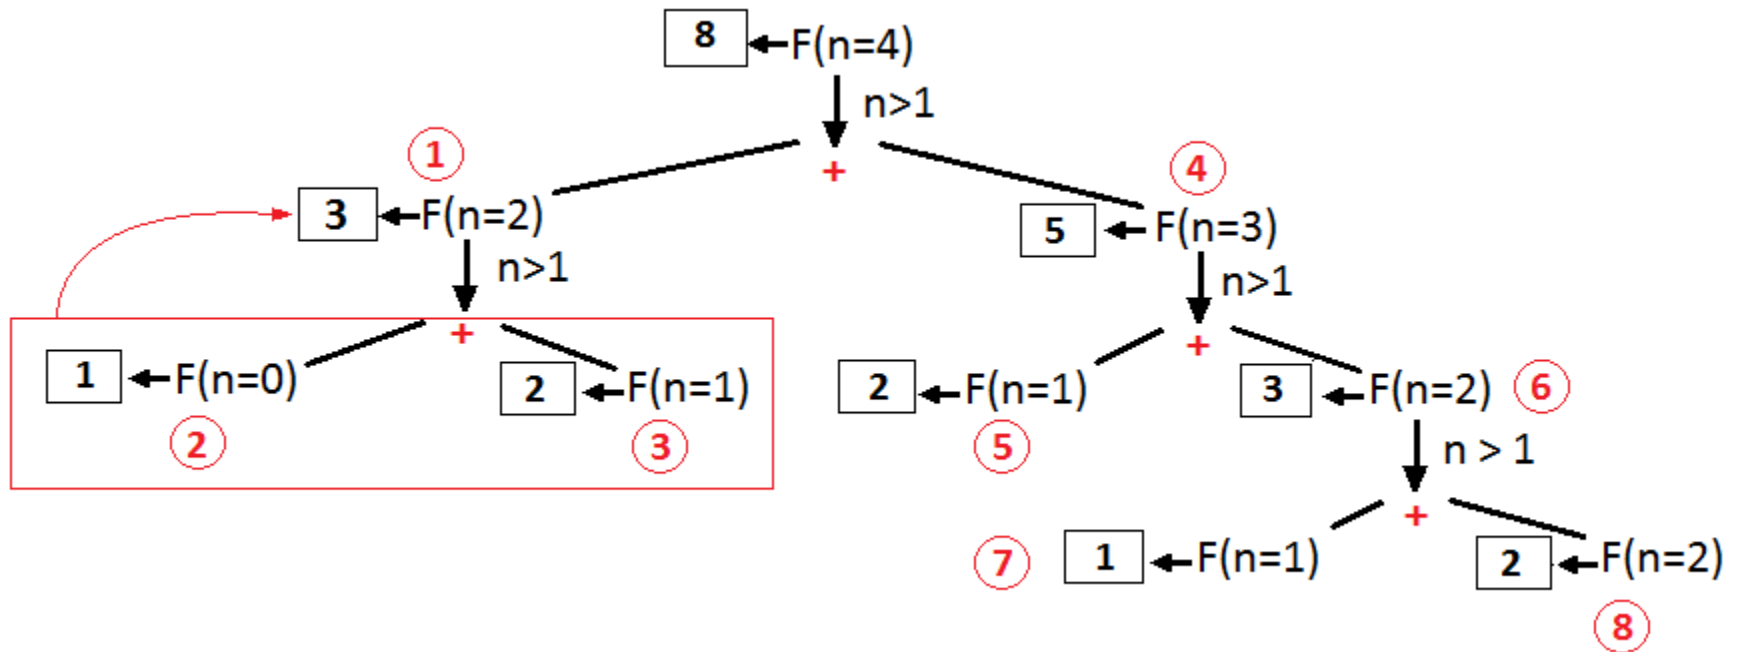 8 F(n=4)
n>1
+
1
4
3 F(n=2)
5 F(n=3)
n>1
n>1
+
+
1 F(n=0)
2 F(n=1)
2 F(n=1)
3 F(n=2) 6
2
3
5
n > 1
+
7 1 F(n=1)
2 F(n=2)
8